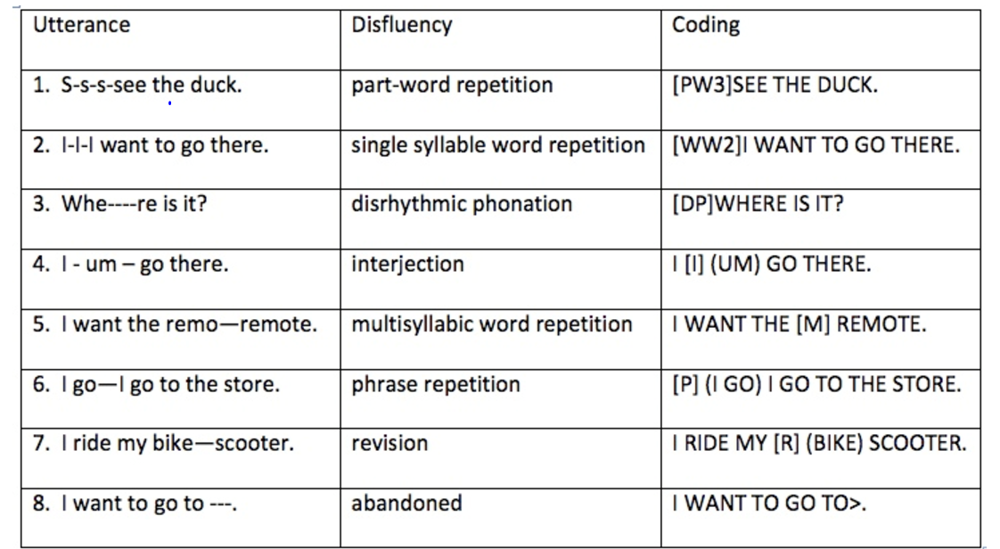 Utterance Disfluency Coding
1. S-s-s-see the duck. part-word repetition [PW3]SEE THE DUCK.
2. I-I-I want to go there. single syllable word repetition [WW2]I WANT TO GO THERE.
3. Whe----re is it? disrhythmic phonation [DP]WHERE IS IT?
4. I - um – go there. interjection I [I] (UM) GO THERE.
5. I want the remo—remote. multisyllabic word repetition I WANT THE [M] REMOTE.
6. I go—I go to the store. phrase repetition [P] (I GO) I GO TO THE STORE.
7. I ride my bike—scooter. revision I RIDE MY [R] (BIKE) SCOOTER.
8. I want to go to ---. abandoned I WANT TO GO TO>.